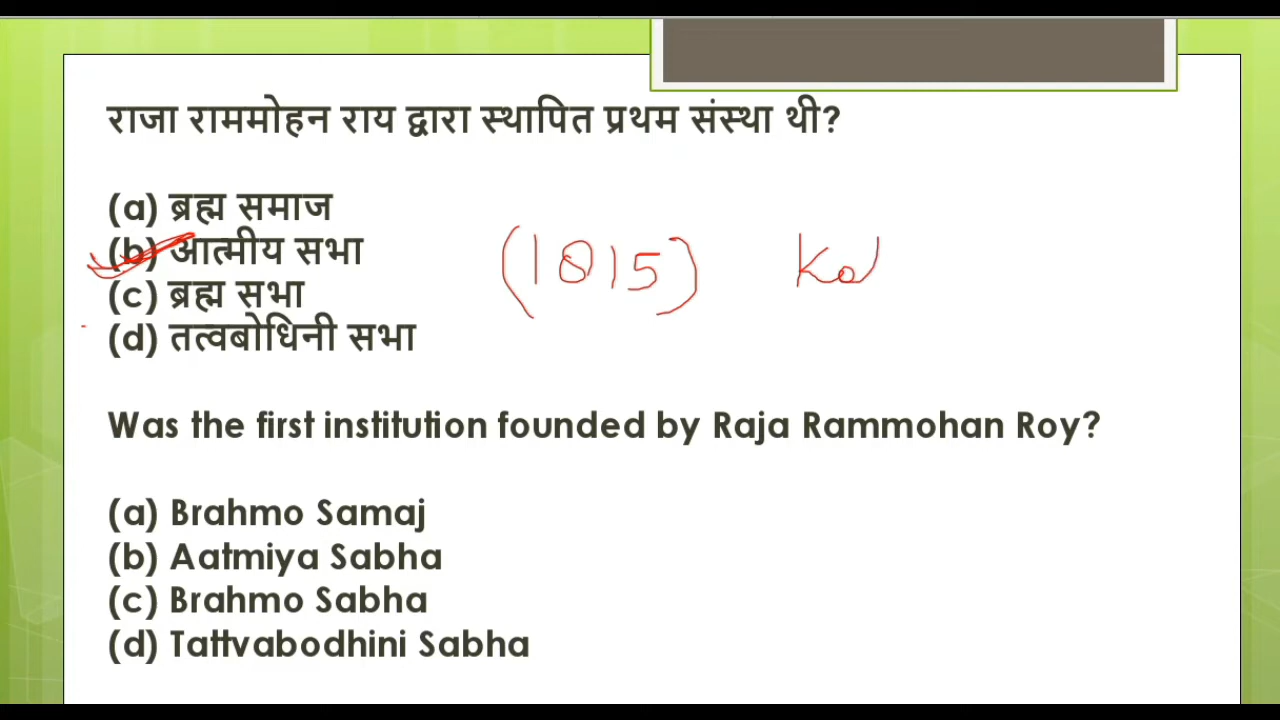 राजा राममोहन राय द्वारा स्थापित प्रथम संस्था थी?
(a) ब्रह्म समाज
(b) आत्मीय सभा (1815) Kol
(c) ब्रह्म सभा
(d) तत्वबोधिनी सभा
Was the first institution founded by Raja Rammohan Roy?
(a) Brahmo Samaj
(b) Aatmiya Sabha
(c) Brahmo Sabha
(d) Tattvabodhini Sabha